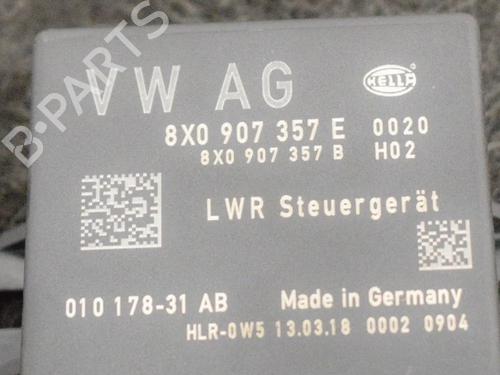 B-PARTS
VW AG
HELLA
8X0 907 357 E 0020
8X0 907 357 B H02
LWR Steuergerät
010 178-31 AB Made in Germany
HLR-0W5 13.03.18 0002 0904